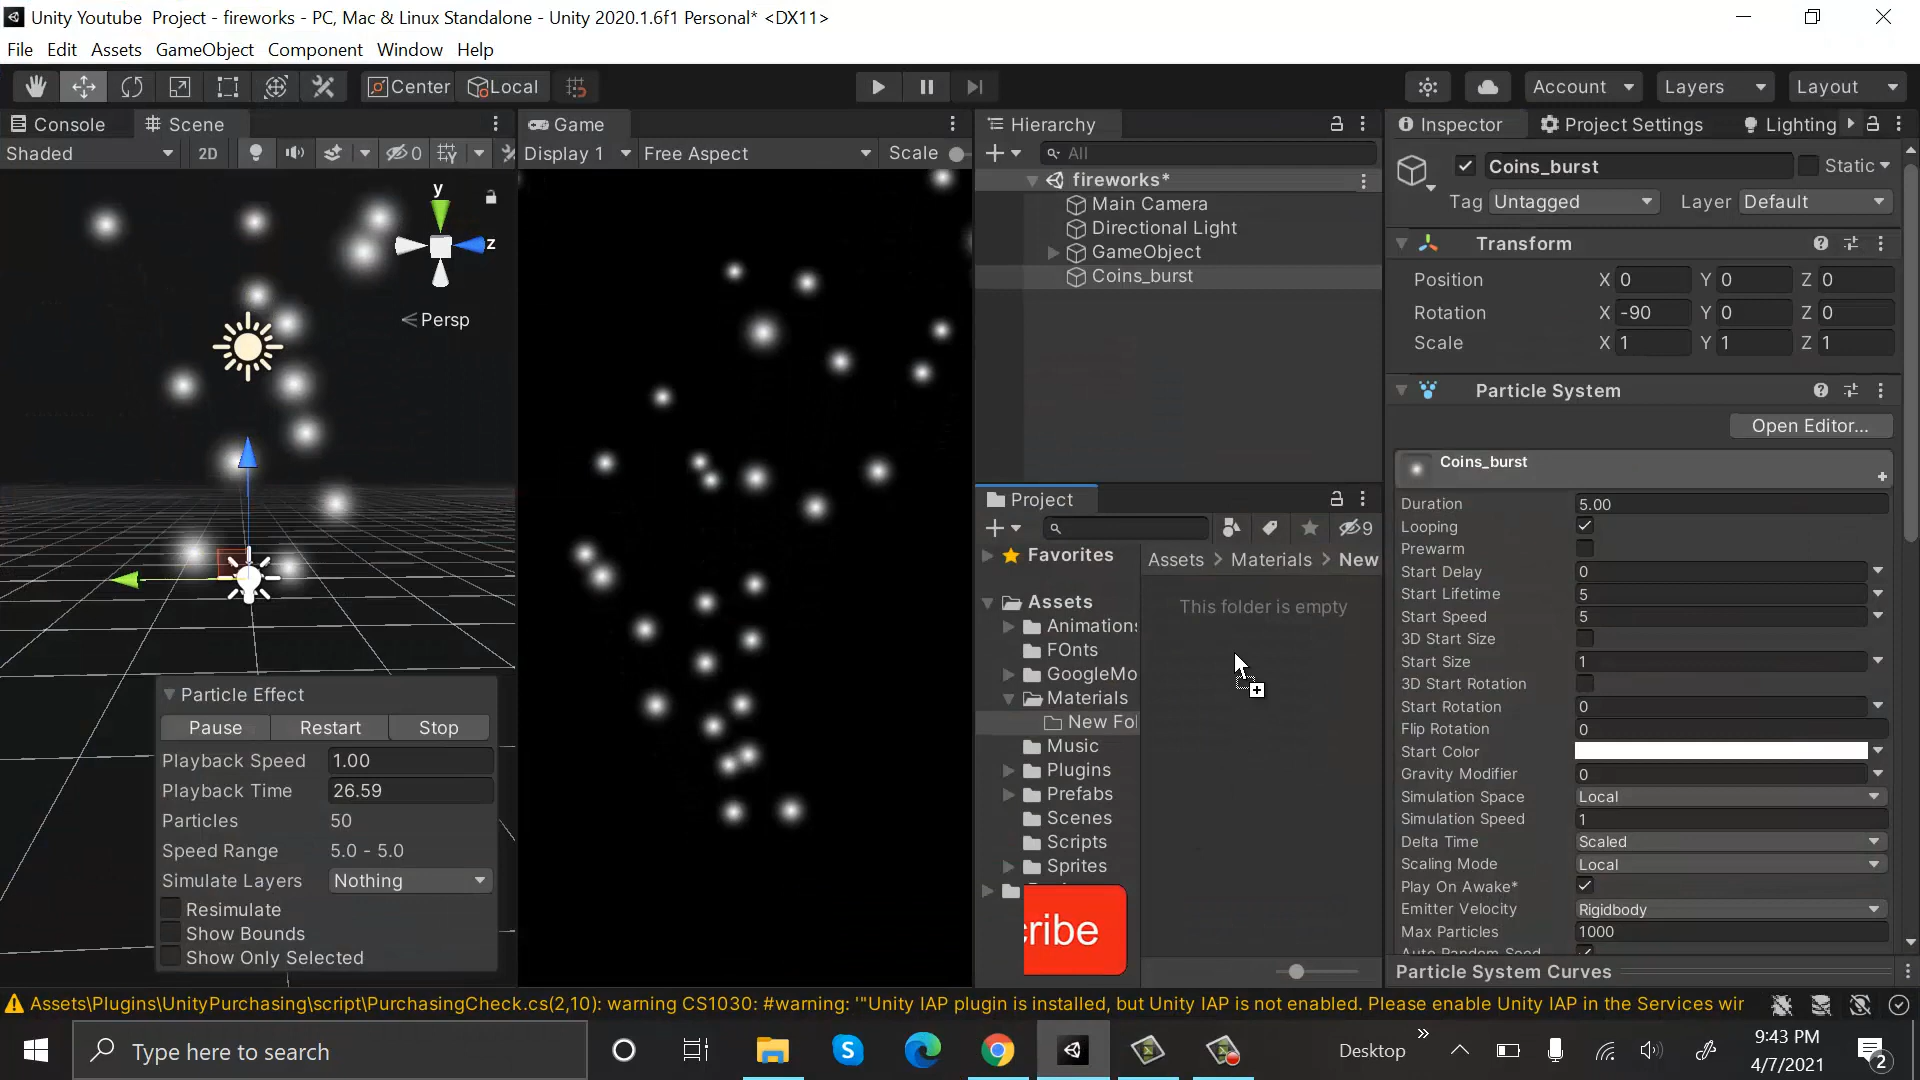 Unity Youtube Project - fireworks - PC, Mac & Linux Standalone - Unity 2020.1.6f1 Personal* <DX11>
File Edit Assets GameObject Component Window Help
Center Local Account Layers Layout
Console Scene
Shaded 2D 0
y
z
Persp
Particle Effect
Pause Restart Stop
Playback Speed 1.00
Playback Time 26.59
Particles 50
Speed Range 5.0 - 5.0
Simulate Layers Nothing
Resimulate
Show Bounds
Show Only Selected
Game
Display 1 Free Aspect Scale
Hierarchy
All
fireworks*
Main Camera
Directional Light
GameObject
Coins_burst
Project
9
Favorites
Assets
Animations
FOnts
GoogleMo
Materials
New Fol
Music
Plugins
Prefabs
Scenes
Scripts
Sprites
cribe
Assets > Materials > New
This folder is empty
Inspector Project Settings Lighting
Coins_burst Static
Tag Untagged Layer Default
Transform
Position X 0 Y 0 Z 0
Rotation X -90 Y 0 Z 0
Scale X 1 Y 1 Z 1
Particle System
Open Editor...
Coins_burst
Duration 5.00
Looping
Prewarm
Start Delay 0
Start Lifetime 5
Start Speed 5
3D Start Size
Start Size 1
3D Start Rotation
Start Rotation 0
Flip Rotation 0
Start Color
Gravity Modifier 0
Simulation Space Local
Simulation Speed 1
Delta Time Scaled
Scaling Mode Local
Play On Awake*
Emitter Velocity Rigidbody
Max Particles 1000
Auto Random Seed
Particle System Curves
Assets\Plugins\UnityPurchasing\script\PurchasingCheck.cs(2,10): warning CS1030: #warning: '"Unity IAP plugin is installed, but Unity IAP is not enabled. Please enable Unity IAP in the Services wir
Type here to search
Desktop
9:43 PM
4/7/2021
2